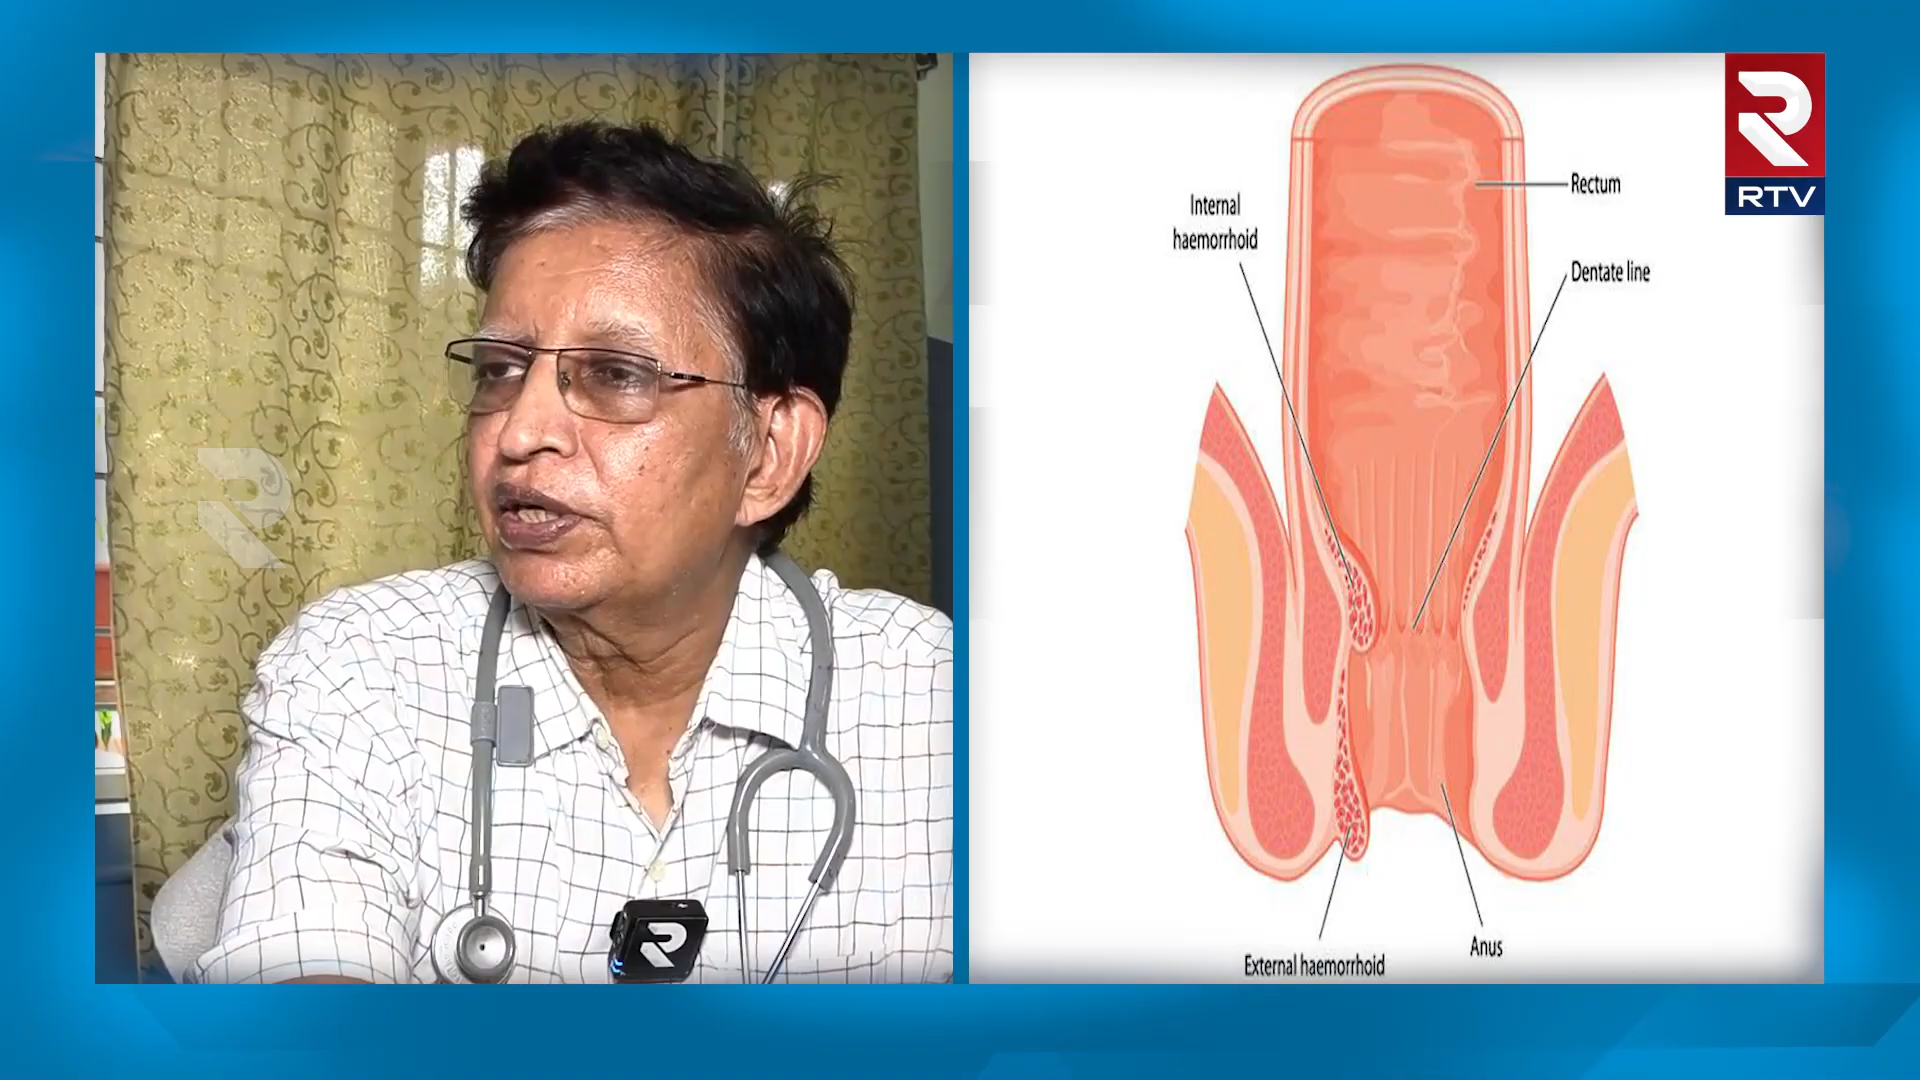 RTV
Rectum
Internal
haemorrhoid
Dentate line
Anus
External haemorrhoid